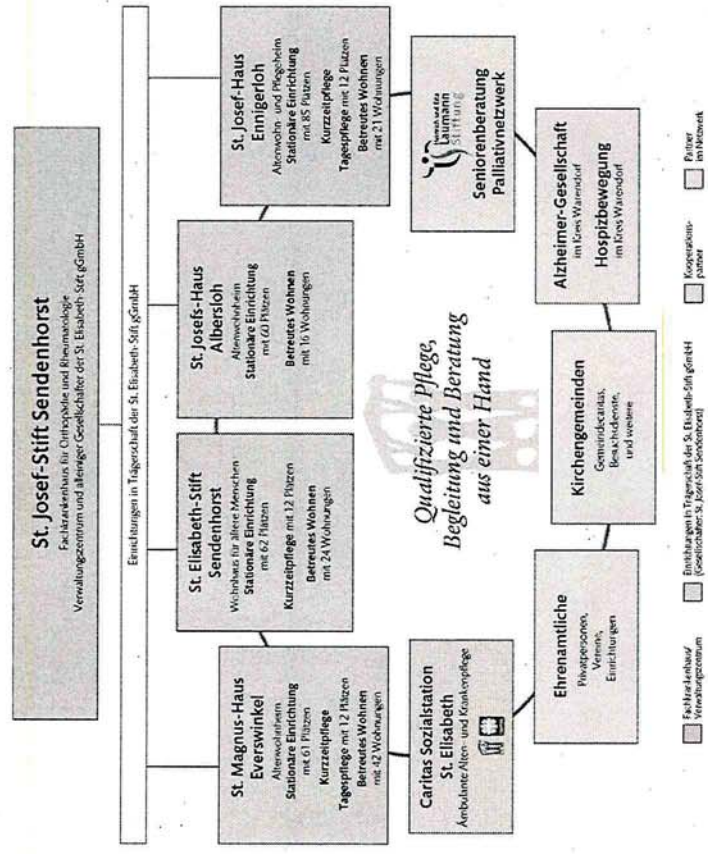 St. Josef-Stift Sendenhorst
Fachkrankenhaus für Orthopädie und Rheumatologie
Verwaltungszentrum und alleiniger Gesellschafter der St. Elisabeth-Stift gGmbH
Einrichtungen in Trägerschaft der St. Elisabeth-Stift gGmbH
St. Magnus-Haus
Everswinkel
Altenwohnheim
Stationäre Einrichtung
mit 61 Plätzen
Kurzzeitpflege
Tagespflege mit 12 Plätzen
Betreutes Wohnen
mit 42 Wohnungen
St. Elisabeth-Stift
Sendenhorst
Wohnhaus für ältere Menschen
Stationäre Einrichtung
mit 62 Plätzen
Kurzzeitpflege mit 12 Plätzen
Betreutes Wohnen
mit 24 Wohnungen
St. Josefs-Haus
Albersloh
Altenwohnheim
Stationäre Einrichtung
mit 60 Plätzen
Betreutes Wohnen
mit 16 Wohnungen
St. Josef-Haus
Ennigerloh
Altenwohn- und Pflegeheim
Stationäre Einrichtung
mit 85 Plätzen
Kurzzeitpflege
Tagespflege mit 12 Plätzen
Betreutes Wohnen
mit 21 Wohnungen
Qualifizierte Pflege,
Begleitung und Beratung
aus einer Hand
Caritas Sozialstation
St. Elisabeth
Ambulante Alten- und Krankenpflege
Laumann
Stiftung
Seniorenberatung
Palliativnetzwerk
Ehrenamtliche
Privatpersonen,
Vereine,
Einrichtungen
Kirchengemeinden
Gemeindecaritas,
Besuchsdienste,
und weitere
Alzheimer-Gesellschaft
im Kreis Warendorf
Hospizbewegung
im Kreis Warendorf
Fachkrankenhaus/
Verwaltungszentrum
Einrichtungen in Trägerschaft der St. Elisabeth-Stift gGmbH
(Gesellschafter: St. Josef-Stift Sendenhorst)
Kooperations-
partner
Partner
im Netzwerk